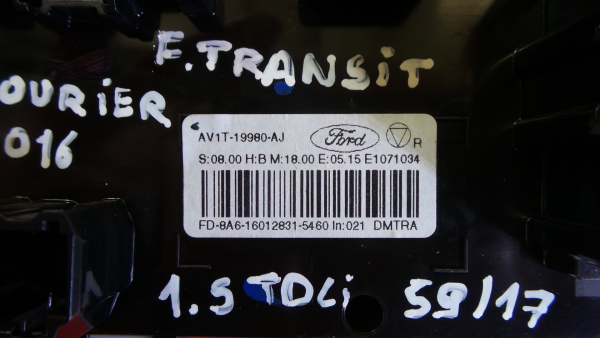 F.TRANSiT
OURiER
016
AV1T-19980-AJ Ford R
S:08.00 H:B M:18.00 E:05.15 E1071034
FD-8A6-16012831-5460 In:021 DMTRA
1.5 TDCi 59/17